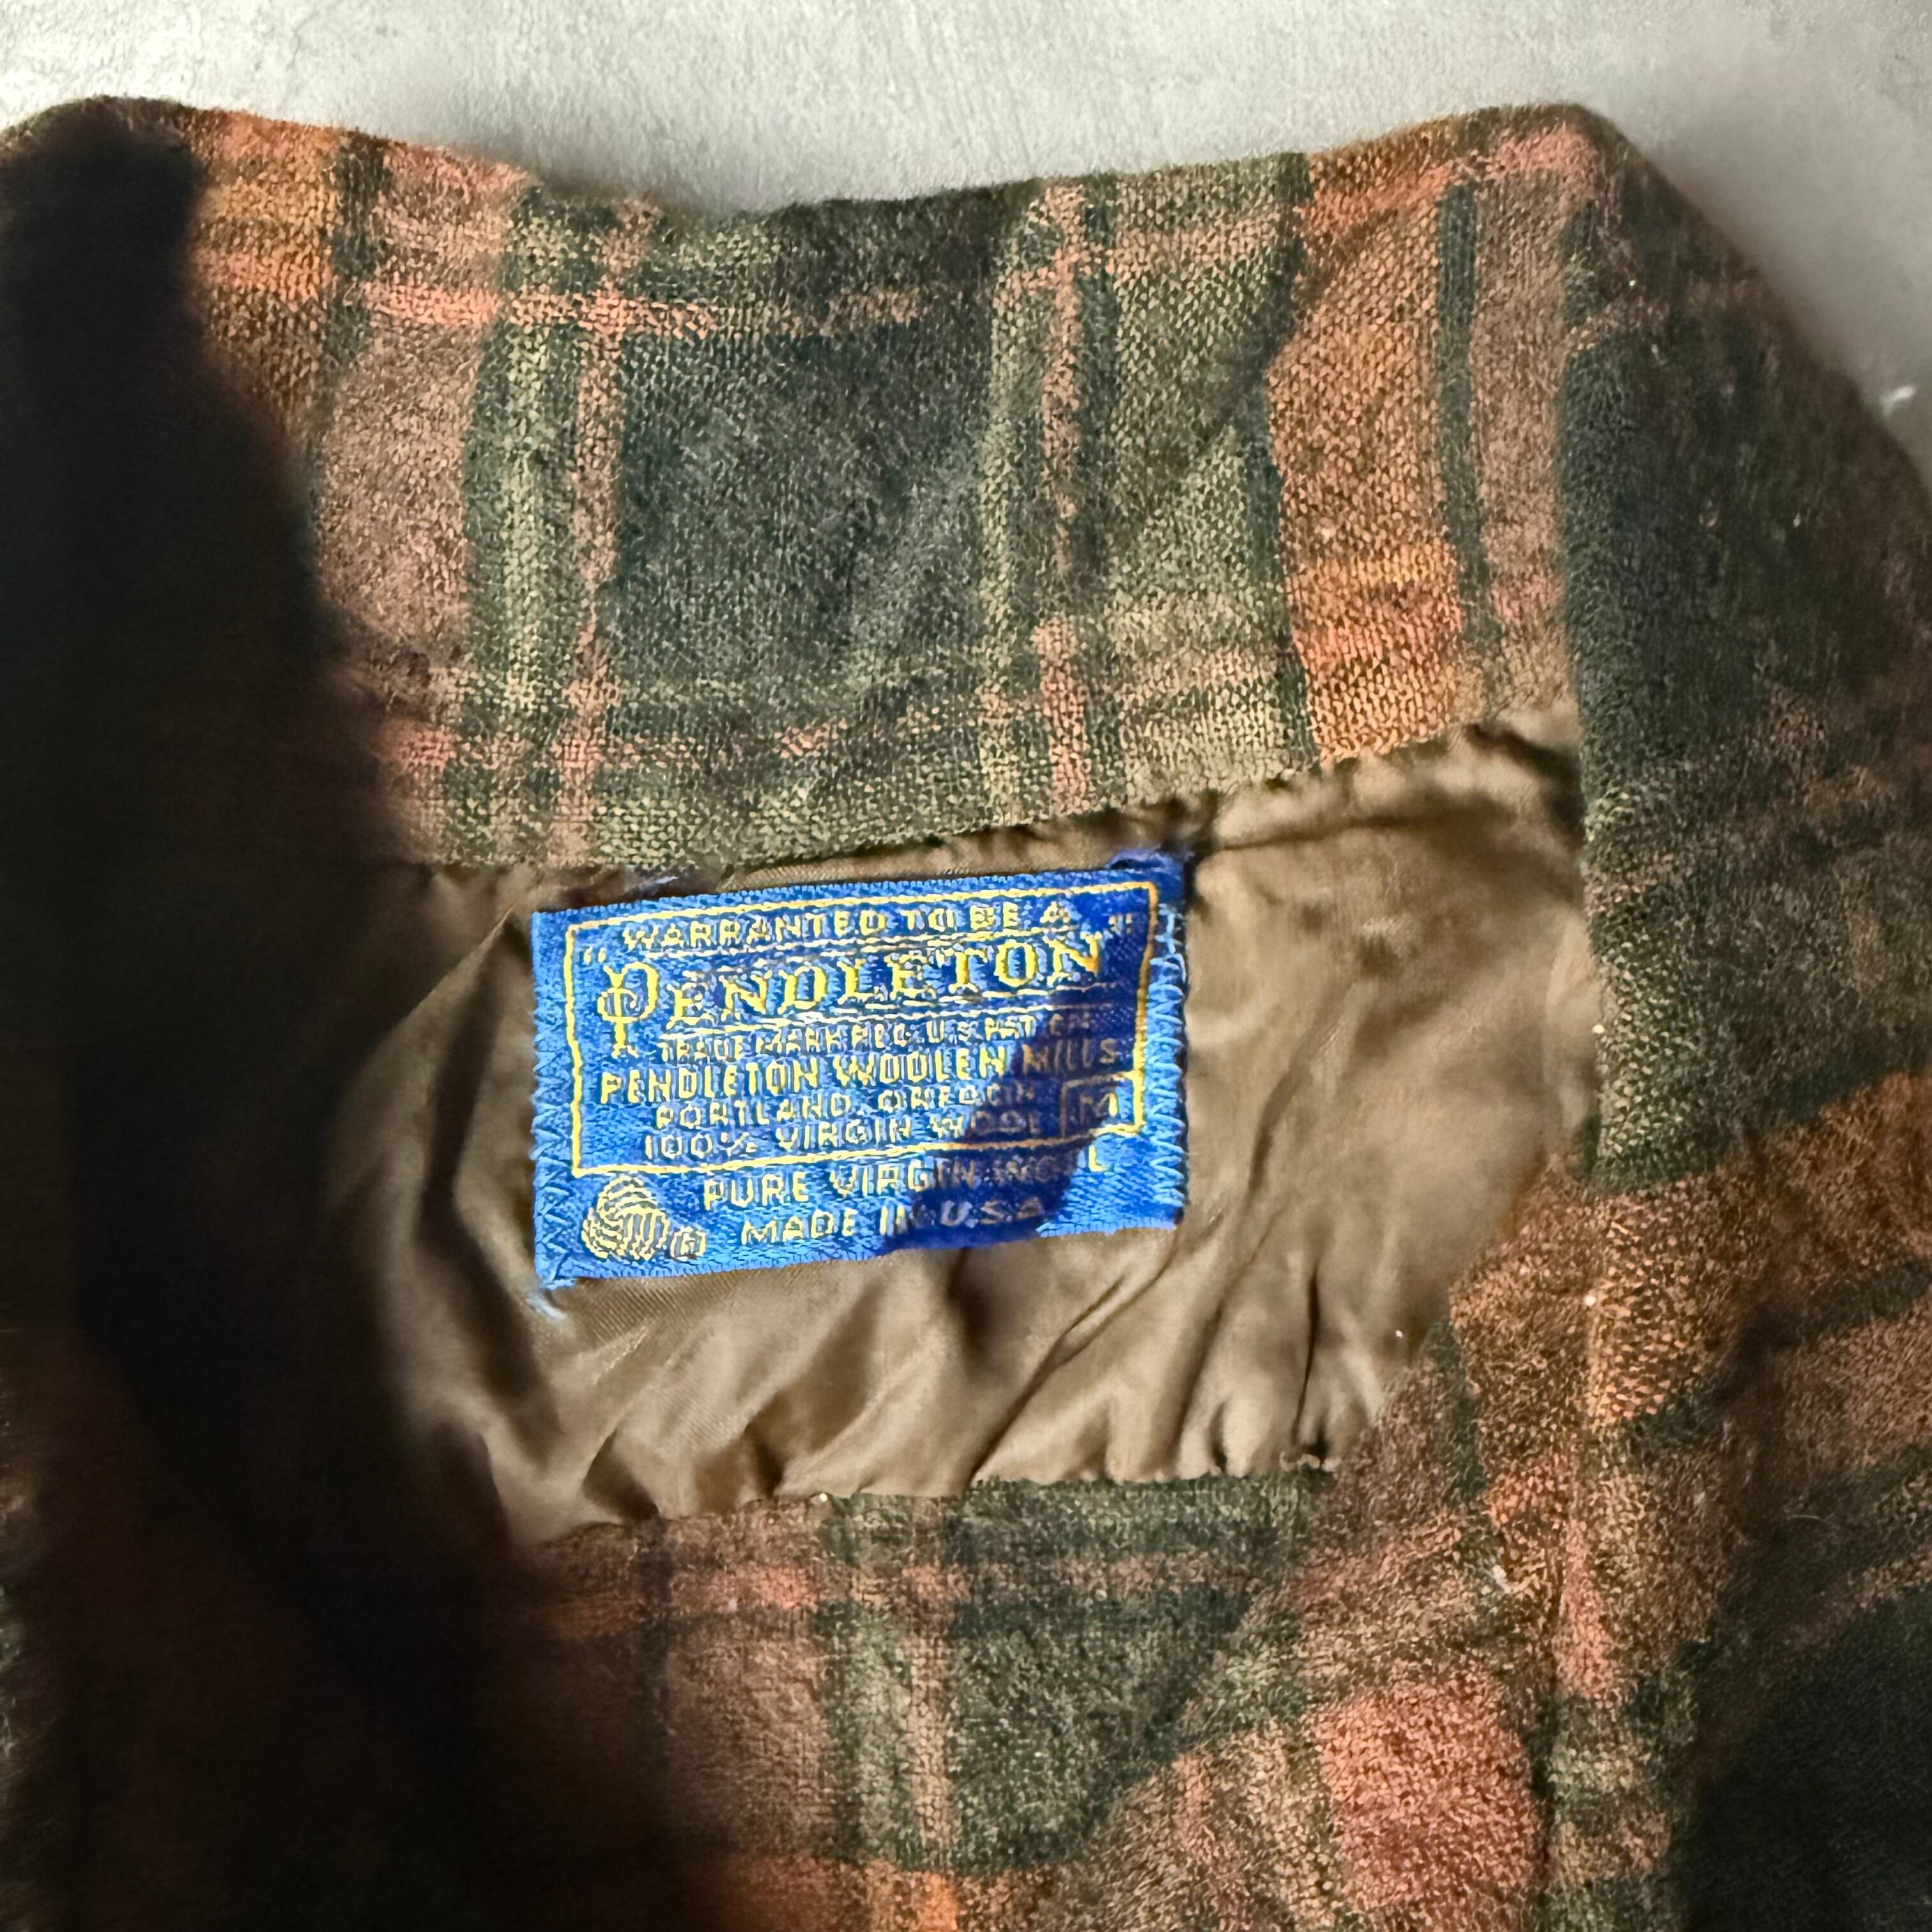 "WARRANTED TO BE A"
"PENDLETON"
TRADE MARK REG. U.S. PAT. OFF.
PENDLETON WOOLEN MILLS
PORTLAND, OREGON
100% VIRGIN WOOL M
PURE VIRGIN WOOL
® MADE IN U.S.A.